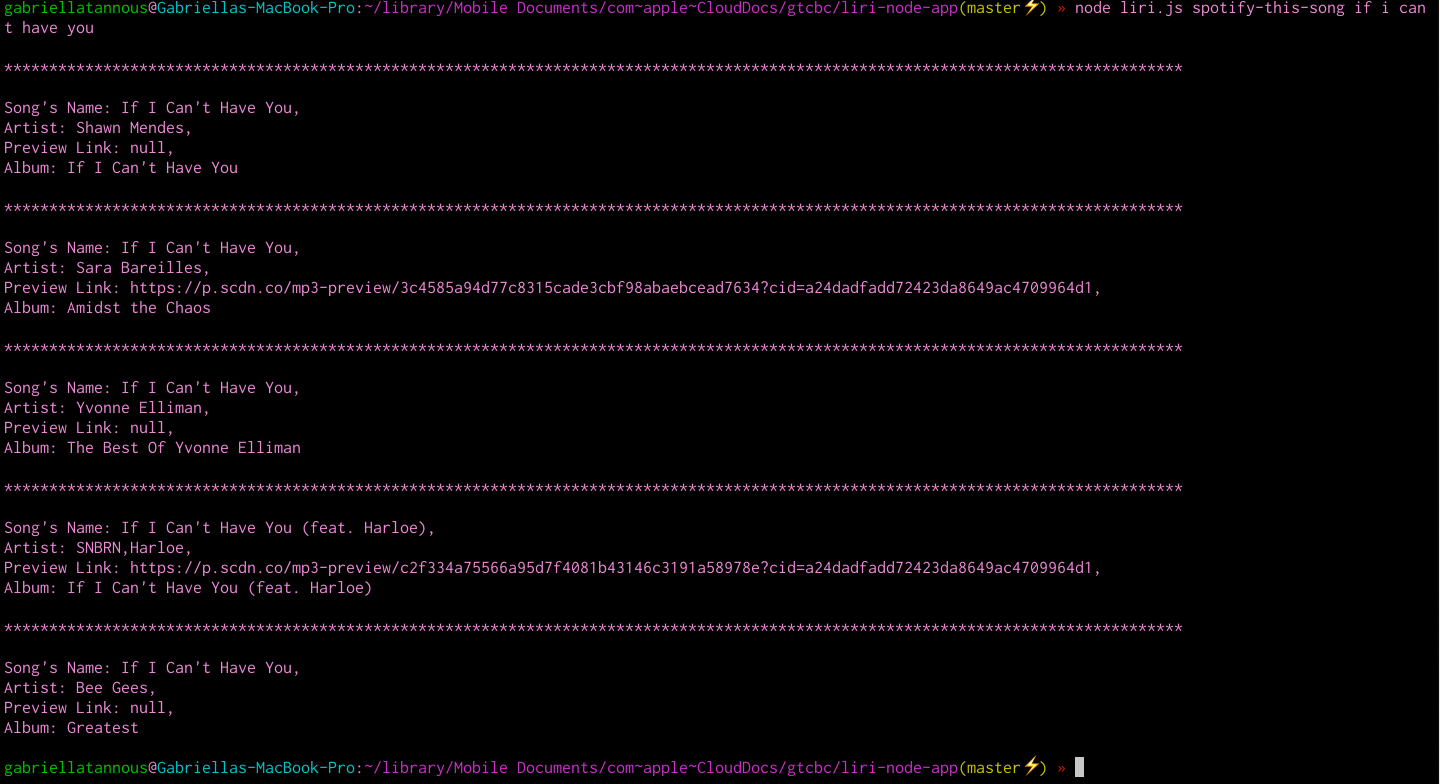 gabriellatannous@Gabriellas-MacBook-Pro:~/library/Mobile Documents/com~apple~CloudDocs/gtcbc/liri-node-app(master⚡) » node liri.js spotify-this-song if i can
t have you
***********************************************************************************************************************************
Song's Name: If I Can't Have You,
Artist: Shawn Mendes,
Preview Link: null,
Album: If I Can't Have You
***********************************************************************************************************************************
Song's Name: If I Can't Have You,
Artist: Sara Bareilles,
Preview Link: https://p.scdn.co/mp3-preview/3c4585a94d77c8315cade3cbf98abaebcead7634?cid=a24dadfadd72423da8649ac4709964d1,
Album: Amidst the Chaos
***********************************************************************************************************************************
Song's Name: If I Can't Have You,
Artist: Yvonne Elliman,
Preview Link: null,
Album: The Best Of Yvonne Elliman
***********************************************************************************************************************************
Song's Name: If I Can't Have You (feat. Harloe),
Artist: SNBRN,Harloe,
Preview Link: https://p.scdn.co/mp3-preview/c2f334a75566a95d7f4081b43146c3191a58978e?cid=a24dadfadd72423da8649ac4709964d1,
Album: If I Can't Have You (feat. Harloe)
***********************************************************************************************************************************
Song's Name: If I Can't Have You,
Artist: Bee Gees,
Preview Link: null,
Album: Greatest
gabriellatannous@Gabriellas-MacBook-Pro:~/library/Mobile Documents/com~apple~CloudDocs/gtcbc/liri-node-app(master⚡) »